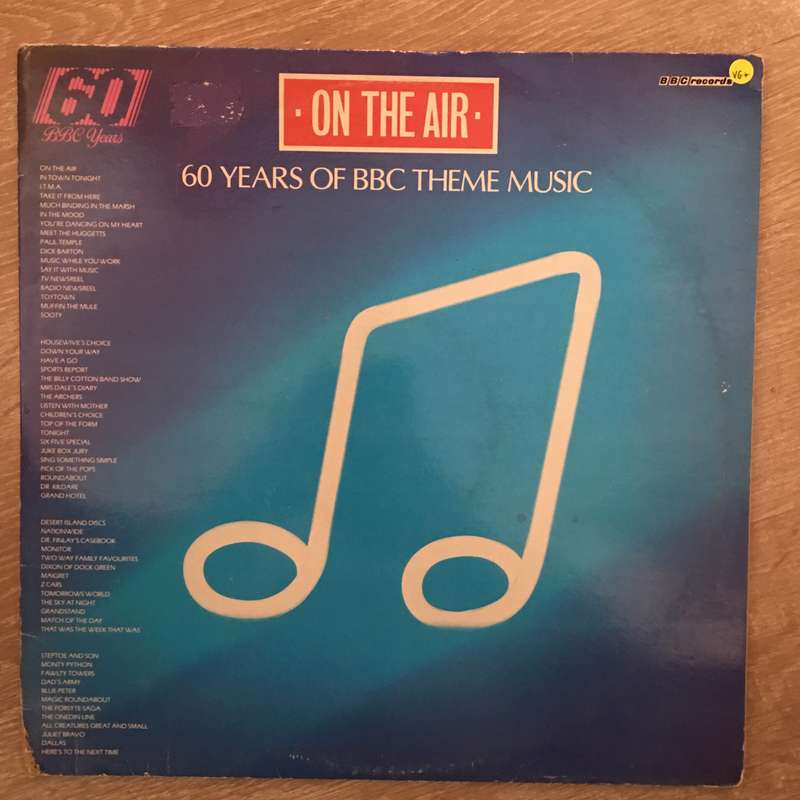 60
BBC Years
· ON THE AIR ·
BBC records
VG+
60 YEARS OF BBC THEME MUSIC
ON THE AIR
IN TOWN TONIGHT
I.T.M.A.
TAKE IT FROM HERE
MUCH BINDING IN THE MARSH
IN THE MOOD
YOU'RE DANCING ON MY HEART
MEET THE HUGGETTS
PAUL TEMPLE
DICK BARTON
MUSIC WHILE YOU WORK
SAY IT WITH MUSIC
TV NEWSREEL
RADIO NEWSREEL
TOYTOWN
MUFFIN THE MULE
SOOTY
HOUSEWIVE'S CHOICE
DOWN YOUR WAY
HAVE A GO
SPORTS REPORT
THE BILLY COTTON BAND SHOW
MRS DALE'S DIARY
THE ARCHERS
LISTEN WITH MOTHER
CHILDREN'S CHOICE
TOP OF THE FORM
TONIGHT
SIX FIVE SPECIAL
JUKE BOX JURY
SING SOMETHING SIMPLE
PICK OF THE POPS
ROUNDABOUT
DR. KILDARE
GRAND HOTEL
DESERT ISLAND DISCS
NATIONWIDE
DR. FINLAY'S CASEBOOK
MONITOR
TWO WAY FAMILY FAVOURITES
DIXON OF DOCK GREEN
MAIGRET
Z CARS
TOMORROWS WORLD
THE SKY AT NIGHT
GRANDSTAND
MATCH OF THE DAY
THAT WAS THE WEEK THAT WAS
STEPTOE AND SON
MONTY PYTHON
FAWLTY TOWERS
DAD'S ARMY
BLUE PETER
MAGIC ROUNDABOUT
THE FORSYTE SAGA
THE ONEDIN LINE
ALL CREATURES GREAT AND SMALL
JULIET BRAVO
DALLAS
HERE'S TO THE NEXT TIME